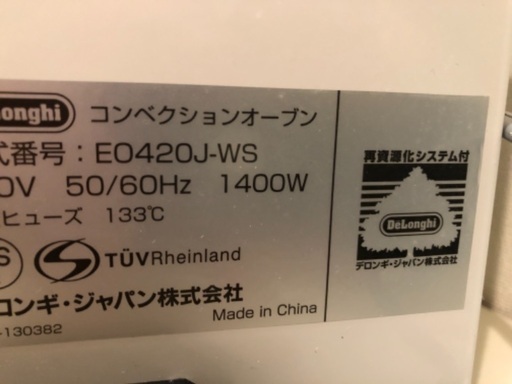 コンベクションオーブン
式番号：EO420J-WS
0V 50/60Hz 1400W
ヒューズ 133℃
S
TÜVRheinland
ロンギ・ジャパン株式会社
Made in China
-130382
再資源化システム付
DeLonghi
デロンギ・ジャパン株式会社